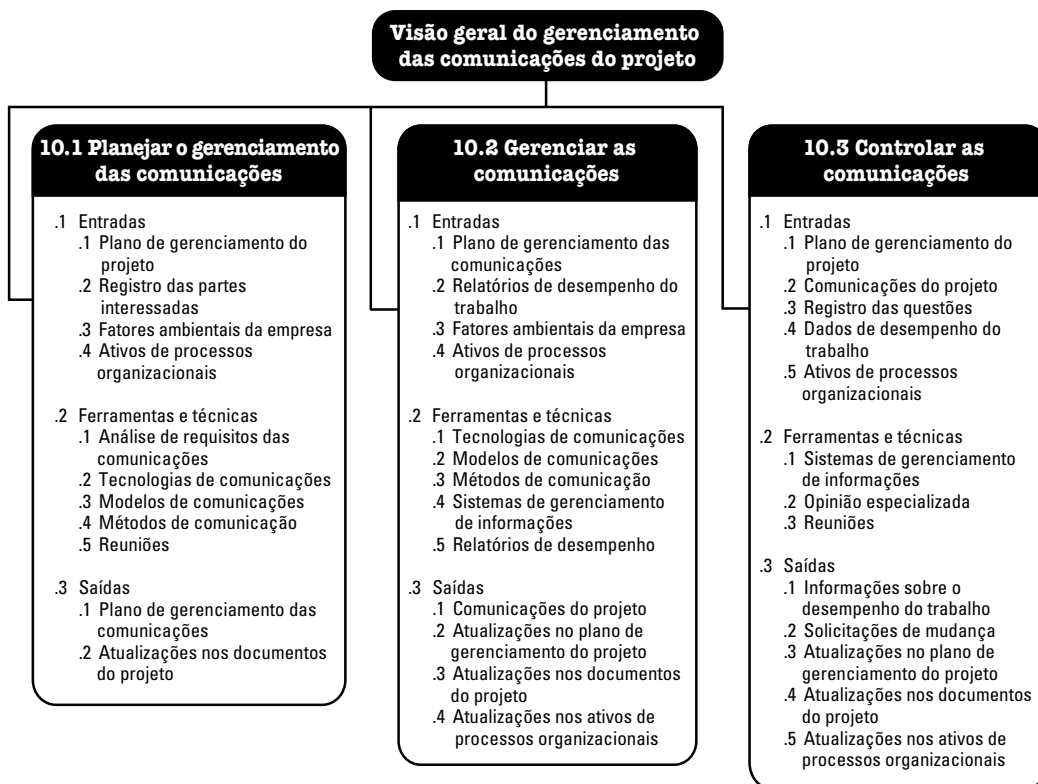 Visão geral do gerenciamento
das comunicações do projeto
10.1 Planejar o gerenciamento
das comunicações
.1 Entradas
.1 Plano de gerenciamento do
projeto
.2 Registro das partes
interessadas
.3 Fatores ambientais da empresa
.4 Ativos de processos
organizacionais
.2 Ferramentas e técnicas
.1 Análise de requisitos das
comunicações
.2 Tecnologias de comunicações
.3 Modelos de comunicações
.4 Métodos de comunicação
.5 Reuniões
.3 Saídas
.1 Plano de gerenciamento das
comunicações
.2 Atualizações nos documentos
do projeto
10.2 Gerenciar as
comunicações
.1 Entradas
.1 Plano de gerenciamento das
comunicações
.2 Relatórios de desempenho do
trabalho
.3 Fatores ambientais da empresa
.4 Ativos de processos
organizacionais
.2 Ferramentas e técnicas
.1 Tecnologias de comunicações
.2 Modelos de comunicações
.3 Métodos de comunicação
.4 Sistemas de gerenciamento
de informações
.5 Relatórios de desempenho
.3 Saídas
.1 Comunicações do projeto
.2 Atualizações no plano de
gerenciamento do projeto
.3 Atualizações nos documentos
do projeto
.4 Atualizações nos ativos de
processos organizacionais
10.3 Controlar as
comunicações
.1 Entradas
.1 Plano de gerenciamento do
projeto
.2 Comunicações do projeto
.3 Registro das questões
.4 Dados de desempenho do
trabalho
.5 Ativos de processos
organizacionais
.2 Ferramentas e técnicas
.1 Sistemas de gerenciamento
de informações
.2 Opinião especializada
.3 Reuniões
.3 Saídas
.1 Informações sobre o
desempenho do trabalho
.2 Solicitações de mudança
.3 Atualizações no plano de
gerenciamento do projeto
.4 Atualizações nos documentos
do projeto
.5 Atualizações nos ativos de
processos organizacionais